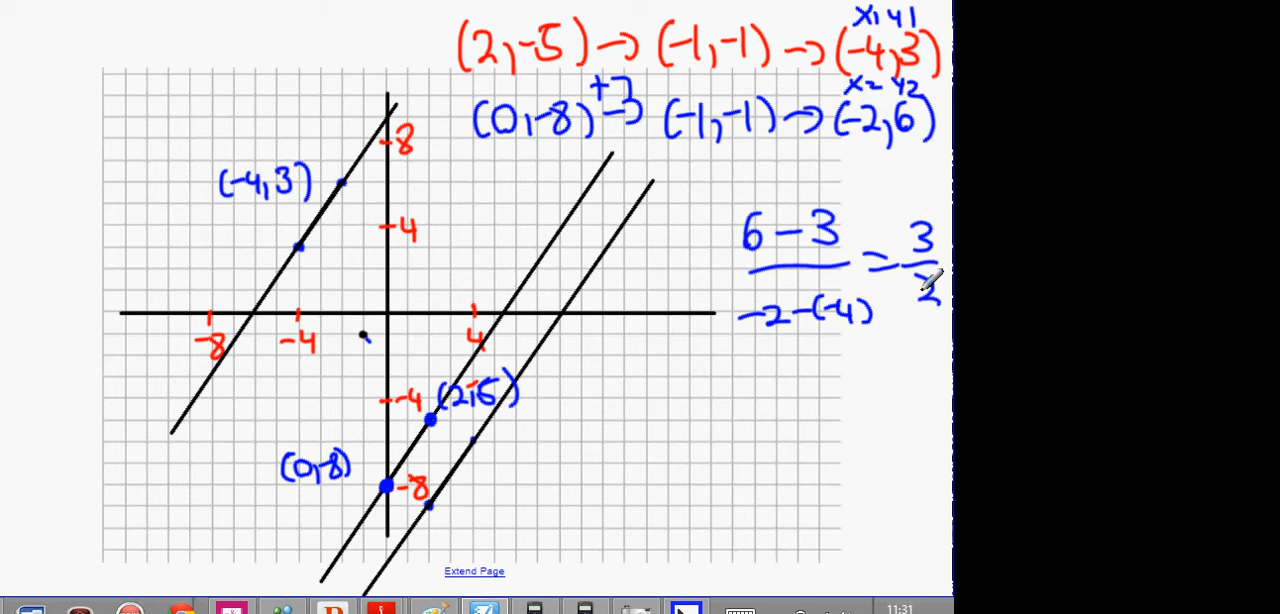 x1 y1
(2,-5) → (-1,-1) → (-4,3)
+7 x2 y2
(0,-8) → (-1,-1) → (-2,6)
-8
(-4,3)
6-3 3
-4
= 
-2-(-4) 2
-8 -4 4
-4 (2,-5)
(0,-8) -8
Extend Page
11:31